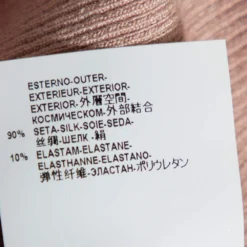 ESTERNO-OUTER-
EXTERIEUR-EXTERIOR-
EXTERIOR-外層空間-
КОСМИЧЕСКОМ-外部結合
90% SETA-SILK-SOIE-SEDA-
丝绸-ШЕЛК-絹
10% ELASTAM-ELASTANE-
ELASTHANNE-ELASTANO-
弹性纤维-ЭЛАСТАН-ポリウレタン